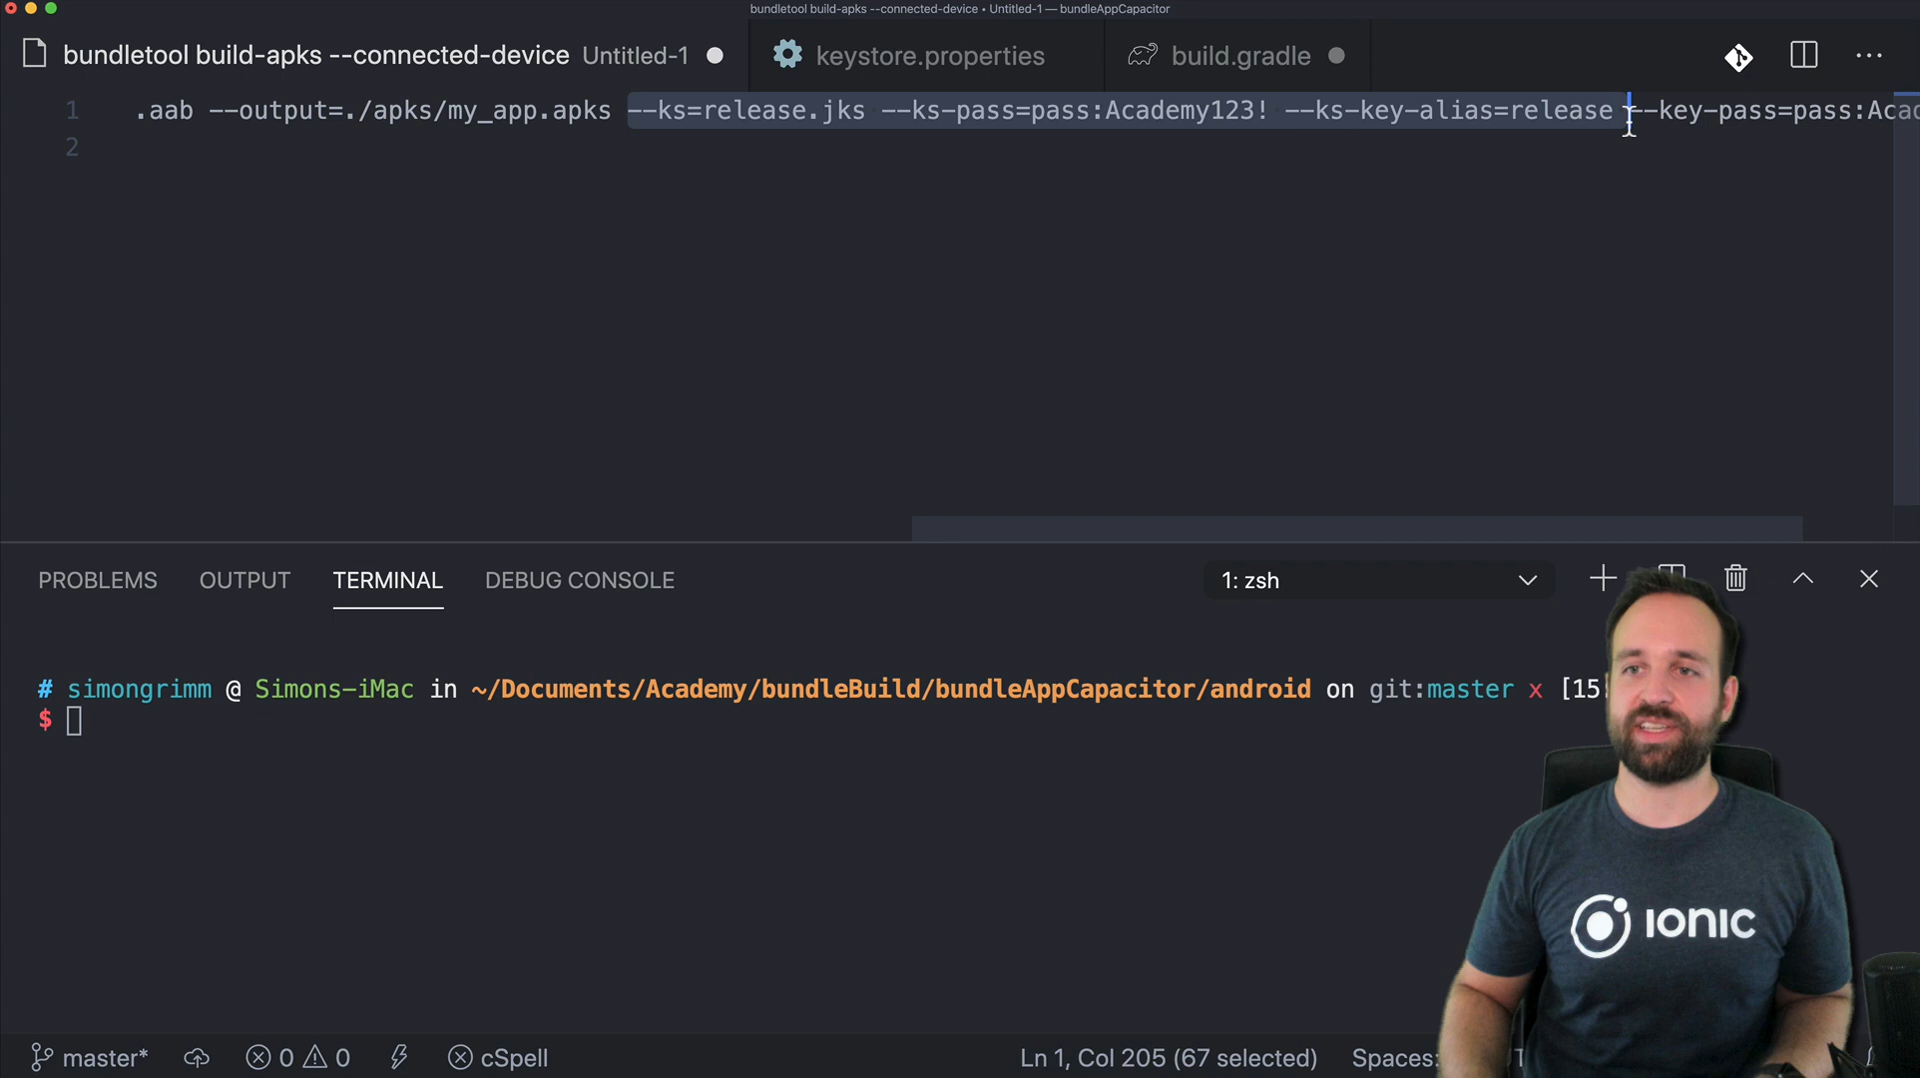 bundletool build-apks --connected-device • Untitled-1 — bundleAppCapacitor
bundletool build-apks --connected-device Untitled-1
keystore.properties
build.gradle
1 .aab --output=./apks/my_app.apks --ks=release.jks --ks-pass=pass:Academy123! --ks-key-alias=release --key-pass=pass:Acad
2
PROBLEMS OUTPUT TERMINAL DEBUG CONSOLE
1: zsh
# simongrimm @ Simons-iMac in ~/Documents/Academy/bundleBuild/bundleAppCapacitor/android on git:master x [15
$
IONIC
master* 0 0 cSpell Ln 1, Col 205 (67 selected) Spaces: